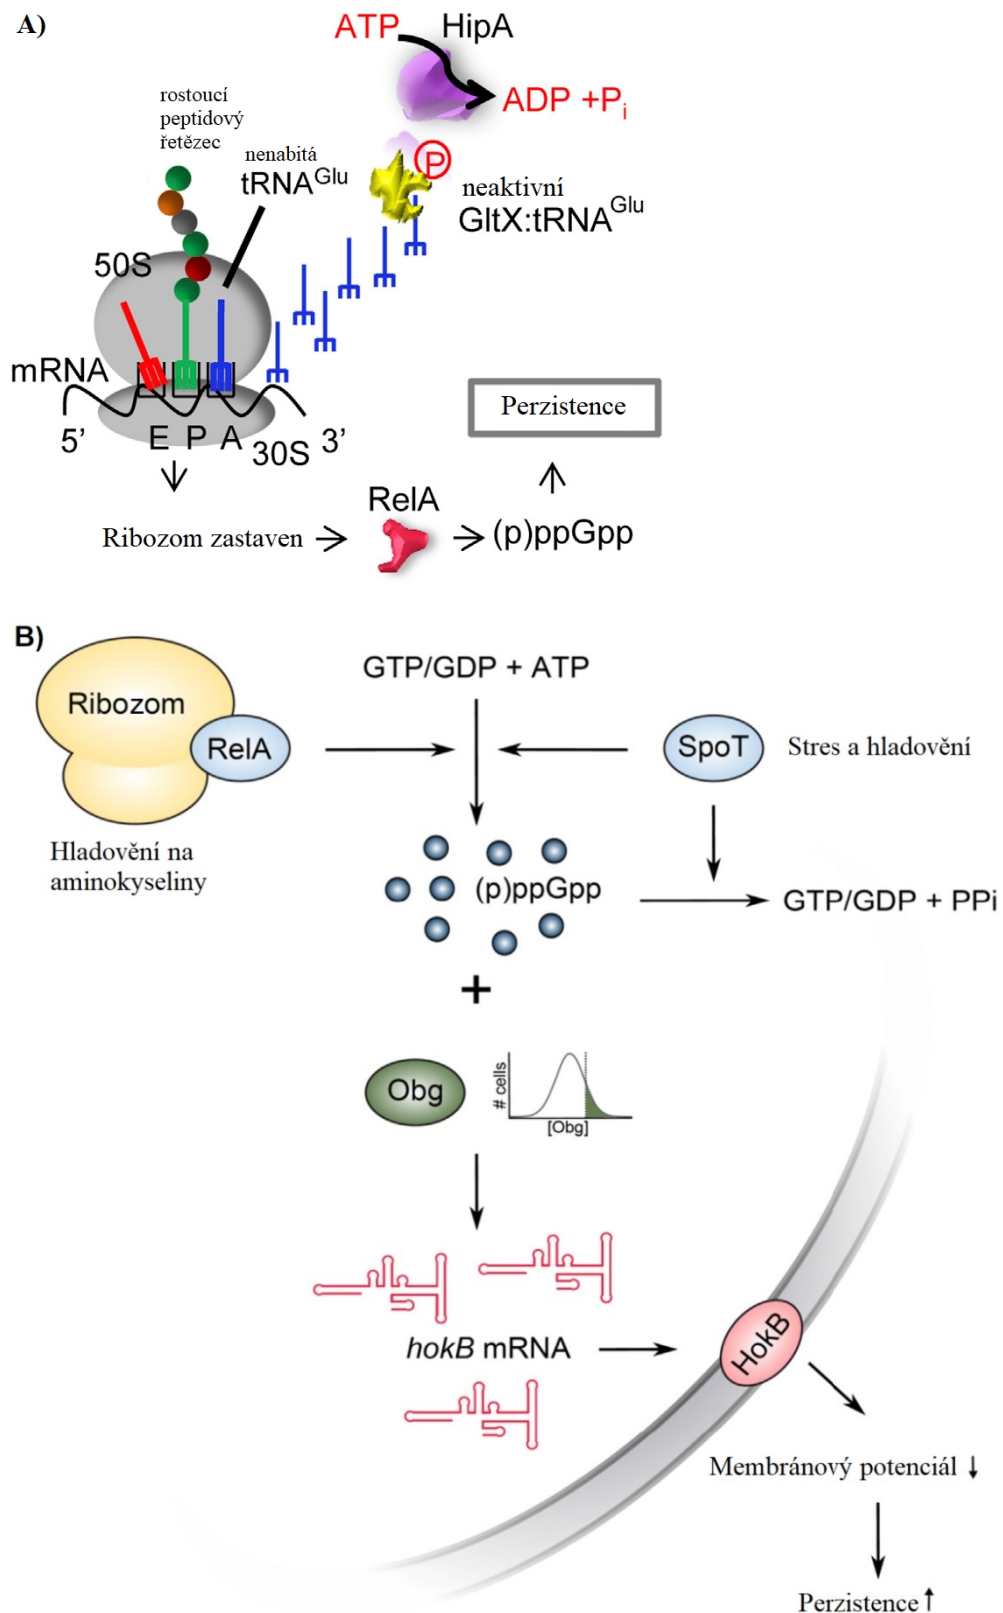 A)
ATP HipA
ADP +Pi
rostoucí
peptidový
řetězec
nenabitá
tRNAGlu
P
neaktivní
GltX:tRNAGlu
50S
mRNA
5’ E P A 30S 3’
Perzistence
RelA
Ribozom zastaven
(p)ppGpp
B)
GTP/GDP + ATP
Ribozom
RelA
SpoT
Stres a hladovění
Hladovění na
aminokyseliny
(p)ppGpp
GTP/GDP + PPi
+
Obg
# cells
[Obg]
hokB mRNA
HokB
Membránový potenciál ↓
Perzistence ↑